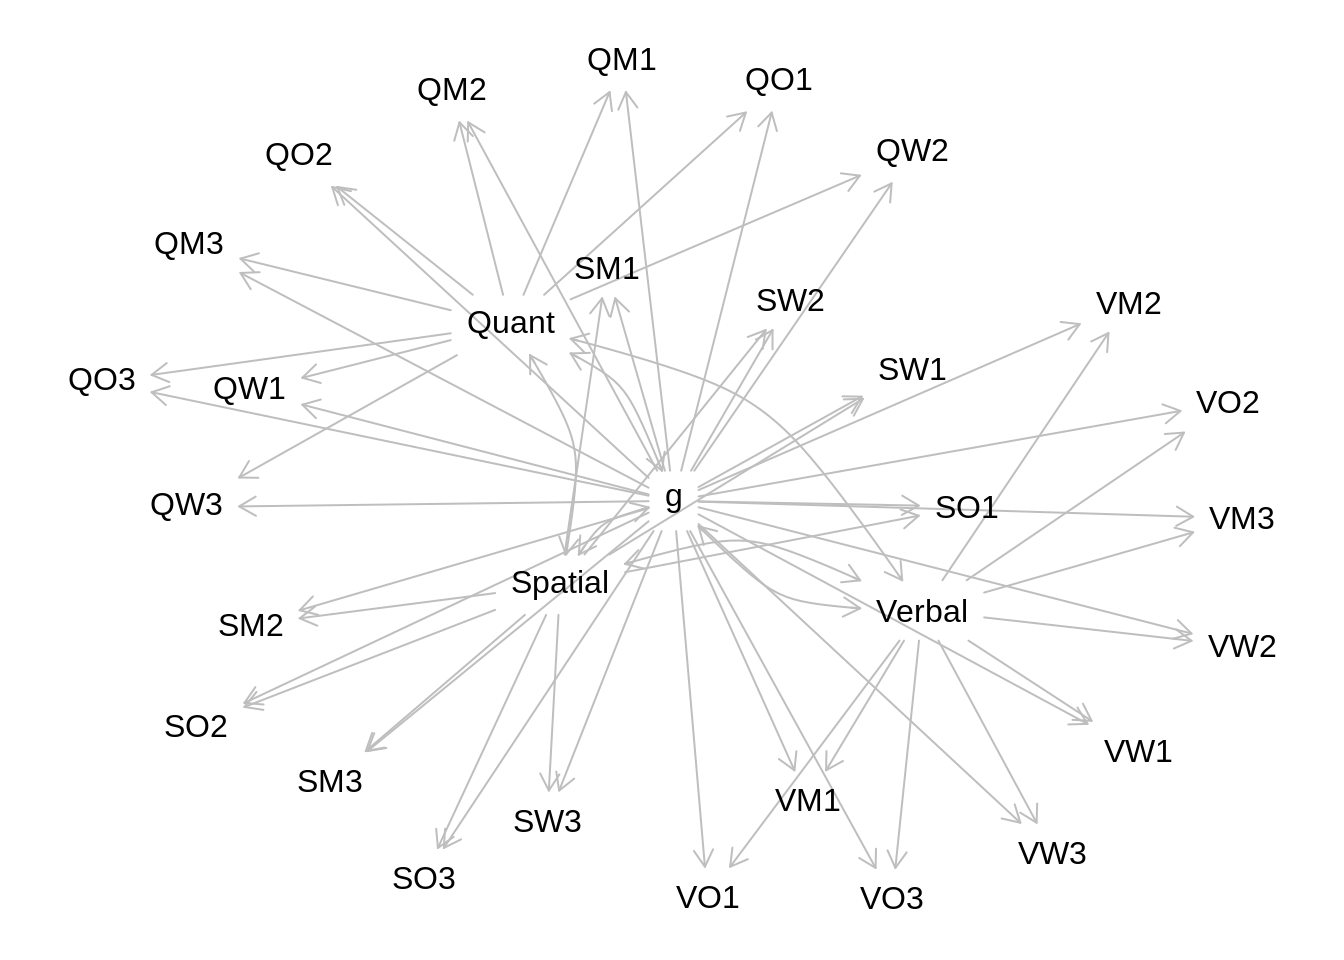 QM1
QO1
QM2
QW2
QO2
QM3
SM1
SW2
VM2
Quant
SW1
QO3
QW1
VO2
g
QW3
SO1
VM3
Spatial
Verbal
SM2
VW2
SO2
VW1
SM3
VM1
SW3
VW3
SO3
VO1
VO3